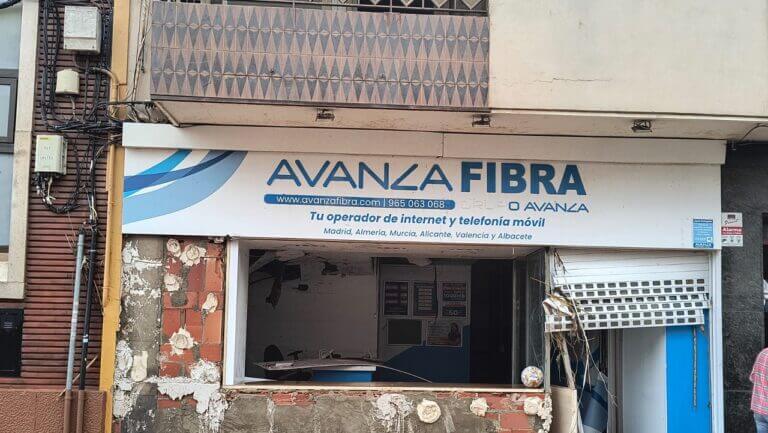 AVANZA FIBRA
www.avanzafibra.com | 965 063 068
O AVANZA
Tu operador de internet y telefonía móvil
Madrid, Almería, Murcia, Alicante, Valencia y Albacete
Alarma